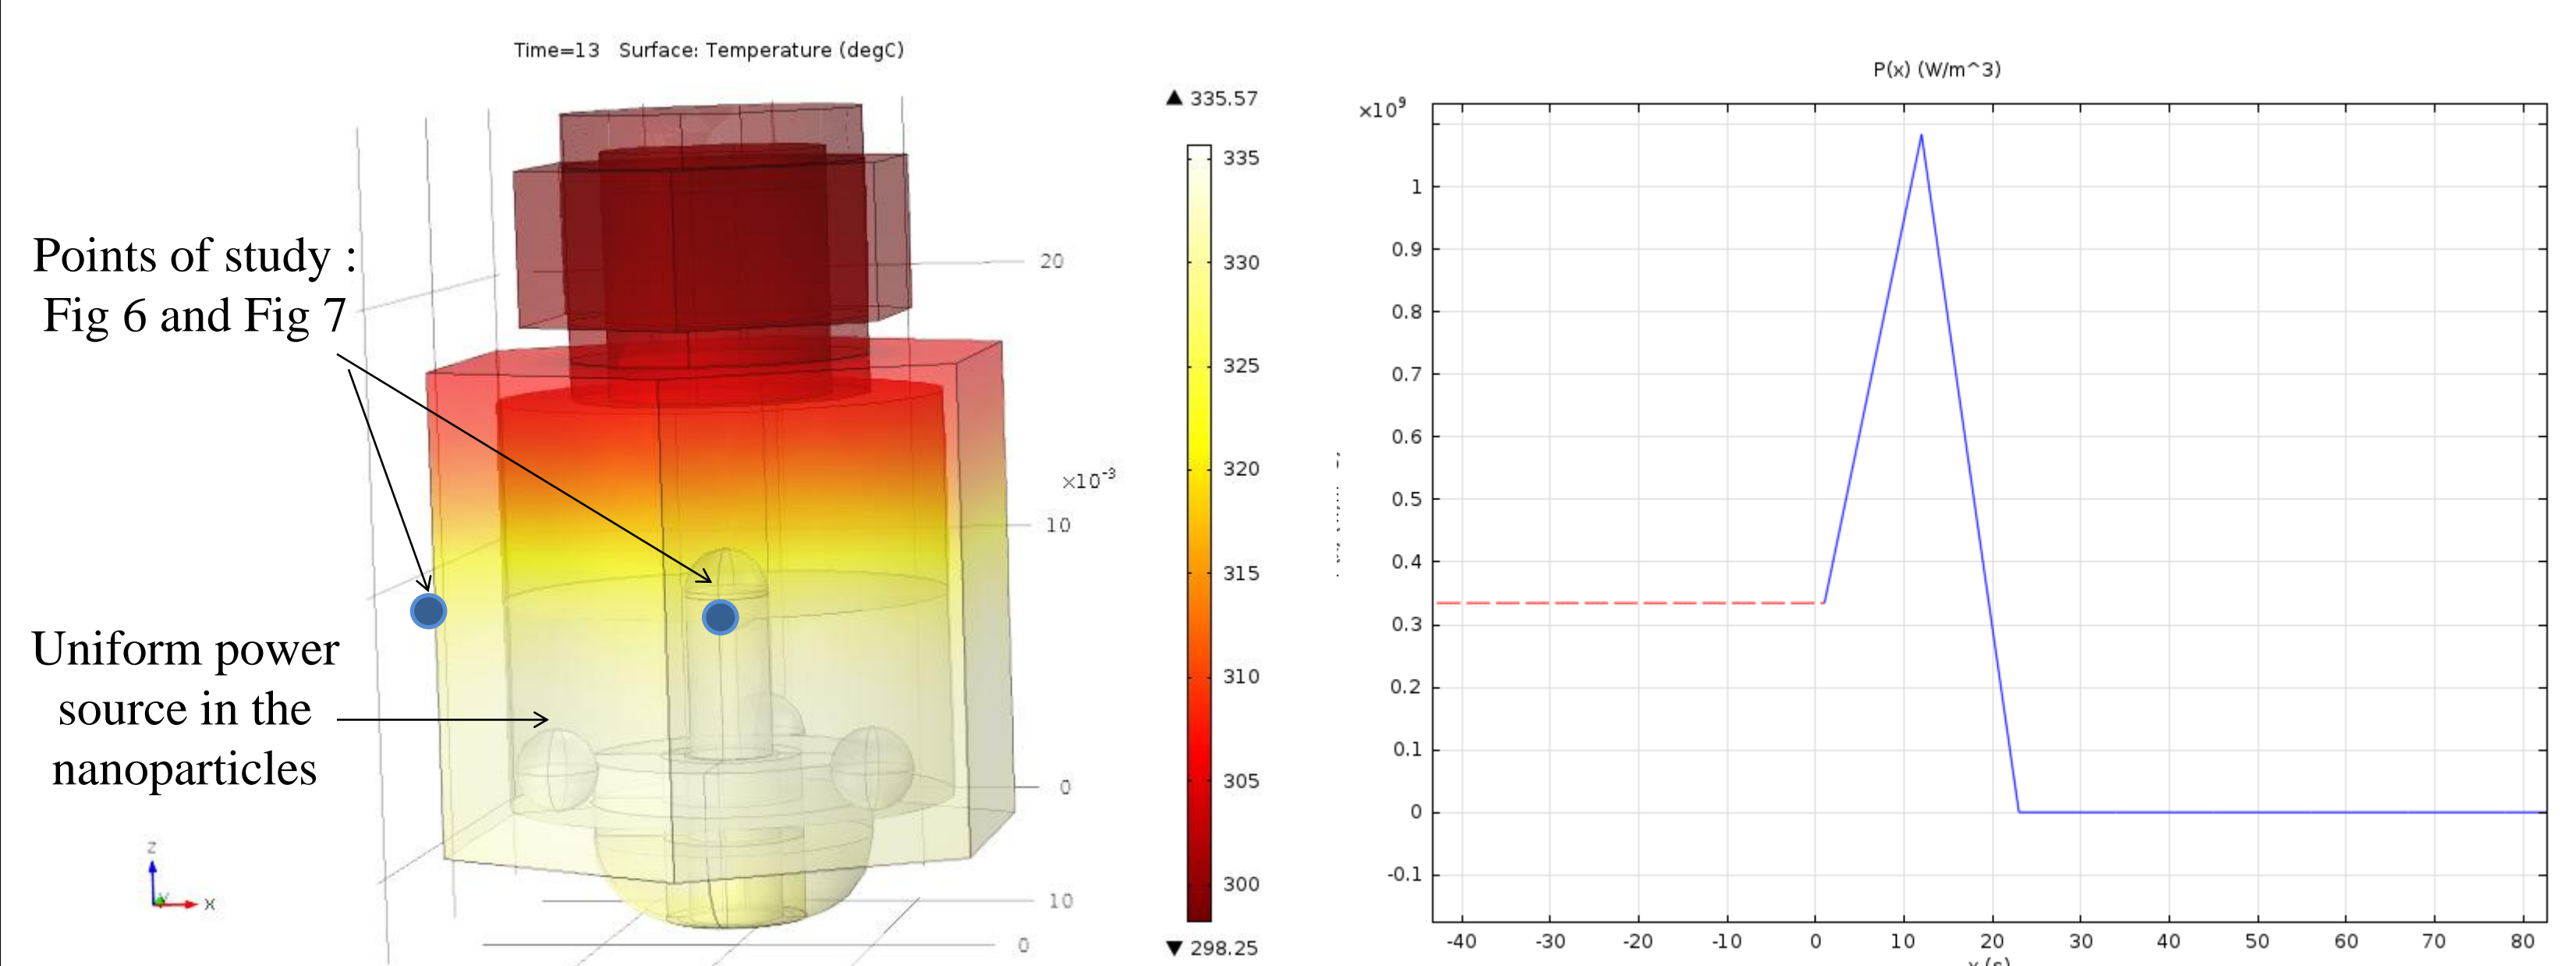 Time=13   Surface: Temperature (degC)
▲ 335.57
335
330
325
320
315
310
305
300
▼ 298.25
20
×10⁻³
10
0
10
0
Points of study :
Fig 6 and Fig 7
Uniform power
source in the
nanoparticles
z
y
x
P(x) (W/m^3)
×10⁹
1
0.9
0.8
0.7
0.6
0.5
0.4
0.3
0.2
0.1
0
-0.1
-40 -30 -20 -10 0 10 20 30 40 50 60 70 80
x (s)